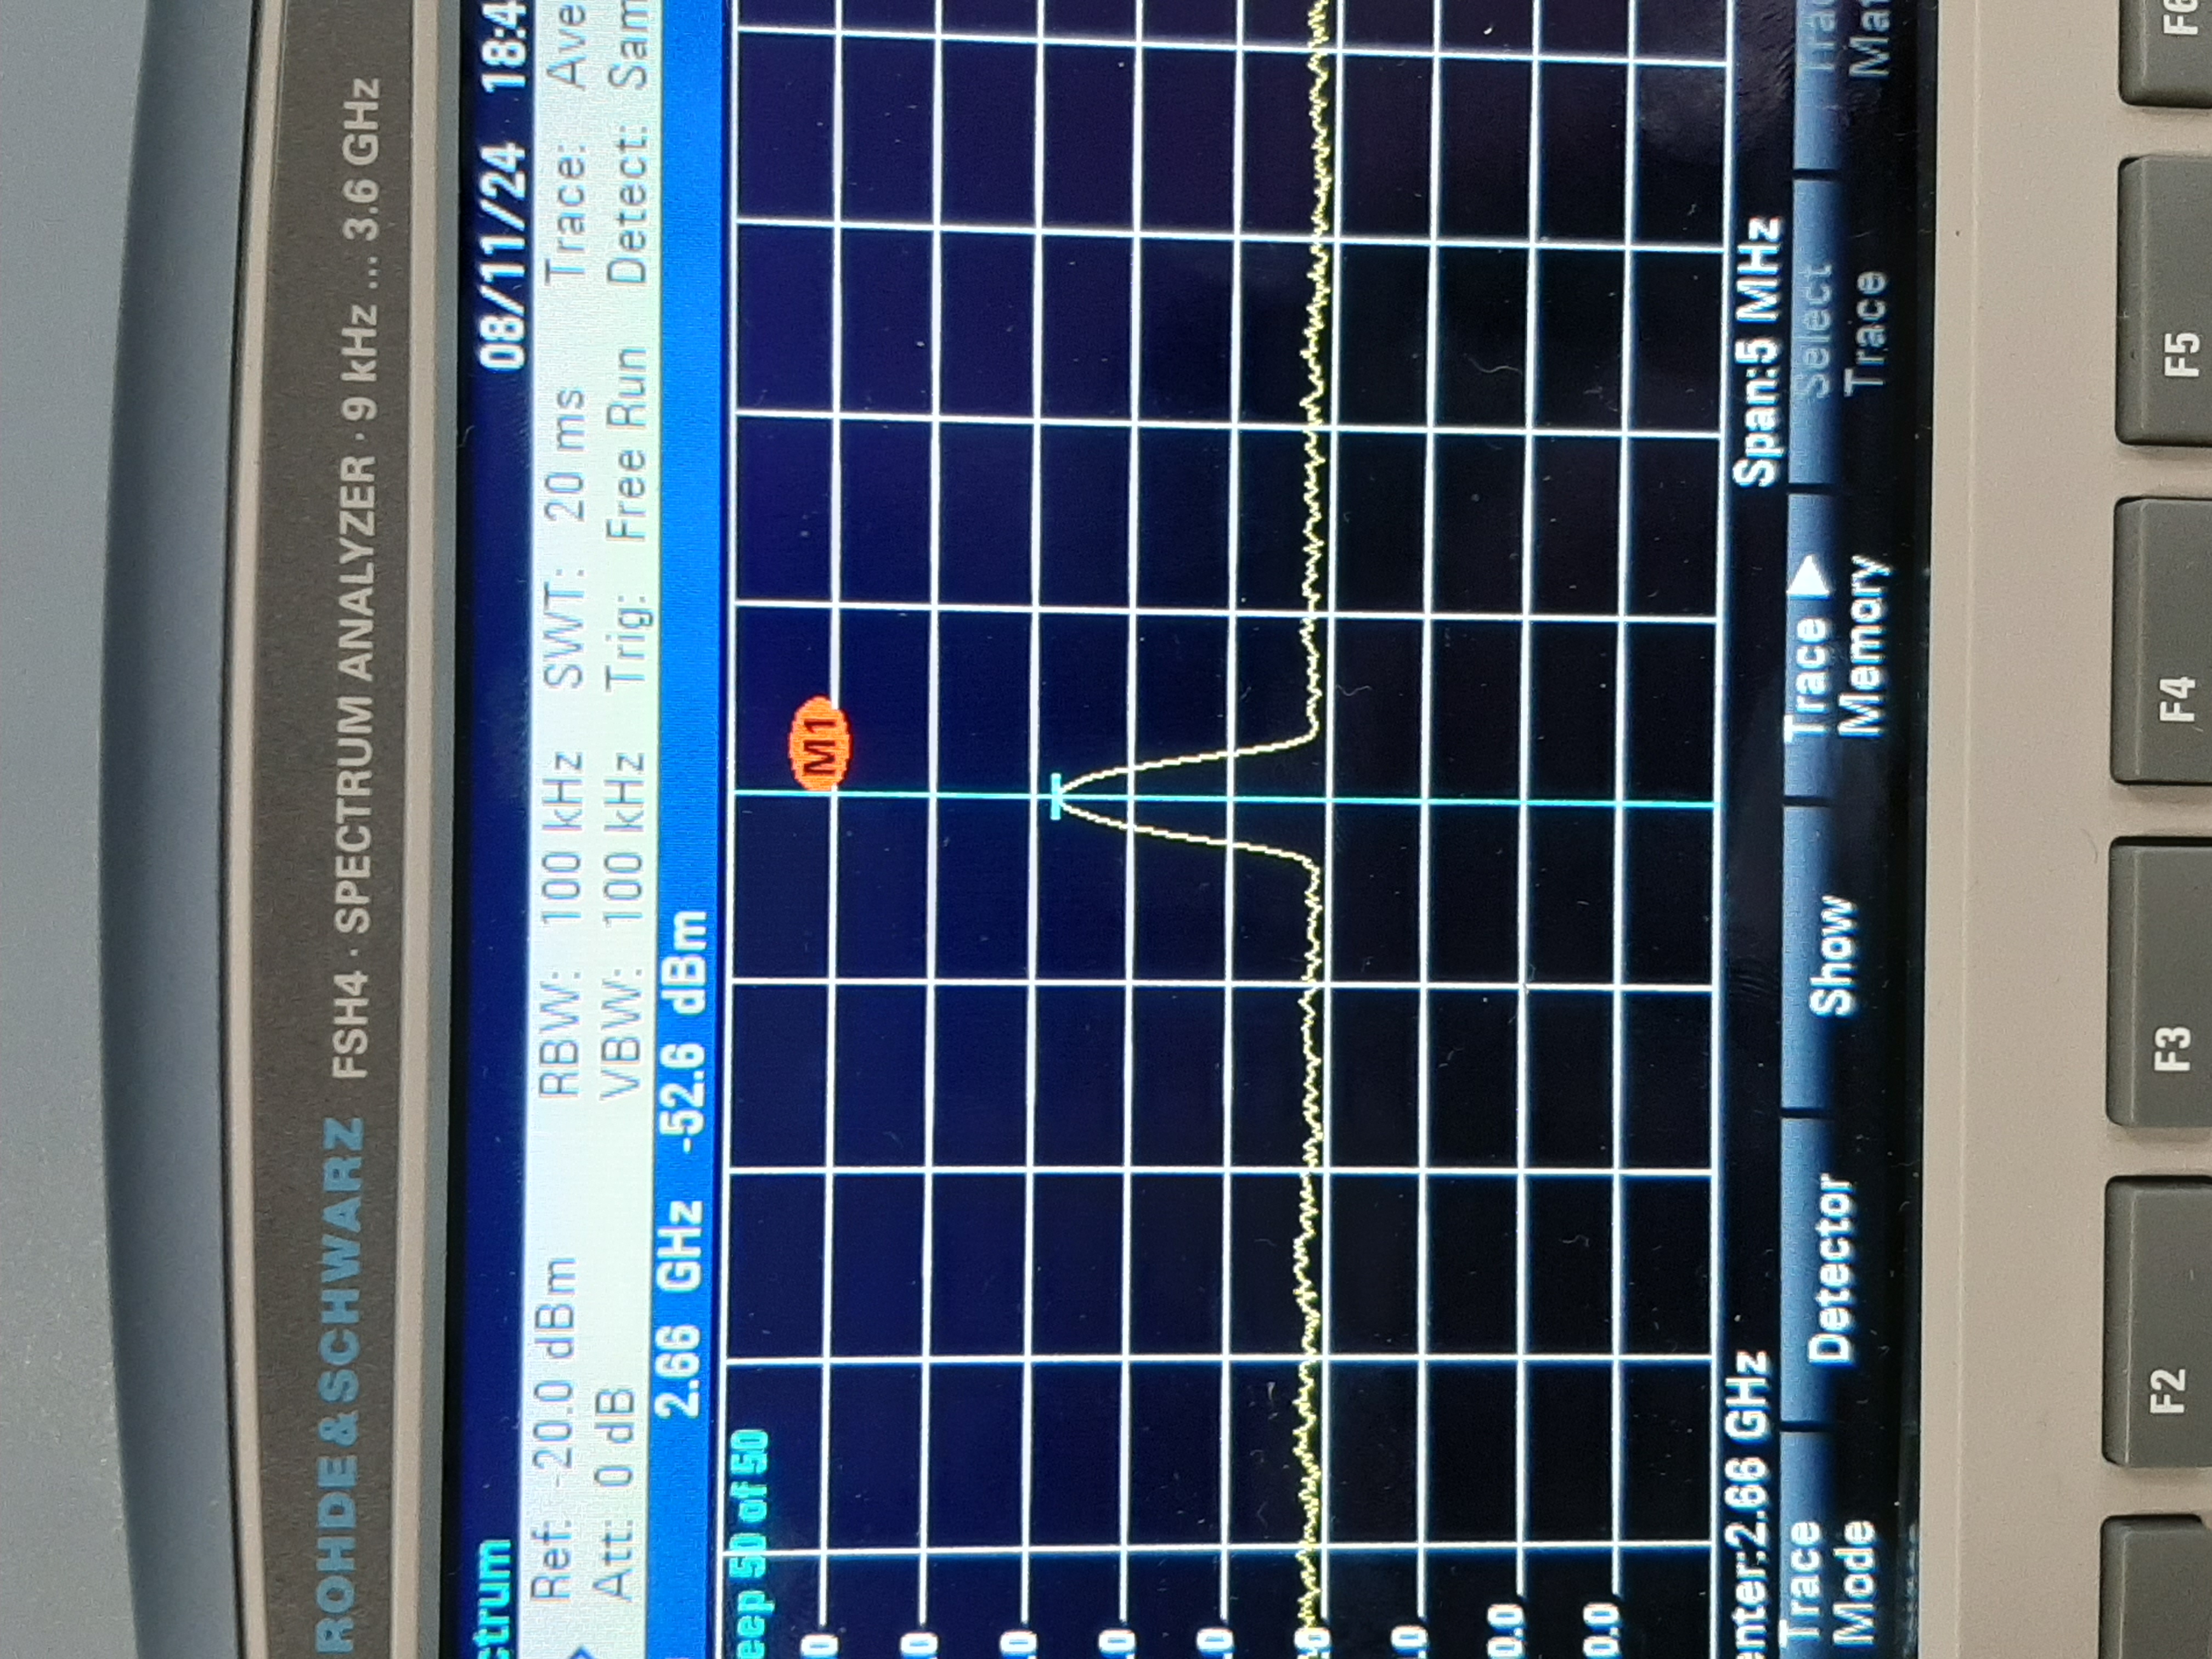 ROHDE & SCHWARZ FSH4 · SPECTRUM ANALYZER · 9 kHz ... 3.6 GHz
ctrum 08/11/24 18:4
Ref: -20.0 dBm RBW: 100 kHz SWT: 20 ms Trace: Ave
Att: 0 dB VBW: 100 kHz Trig: Free Run Detect: Sam
2.66 GHz -52.6 dBm
eep 50 of 50
M1
0
.0
.0
.0
.0
.0
.0
0.0
0.0
enter:2.66 GHz Span:5 MHz
Trace Mode
Detector
Show
Trace Memory
Select Trace
Trac
Mat
F2 F3 F4 F5 F6